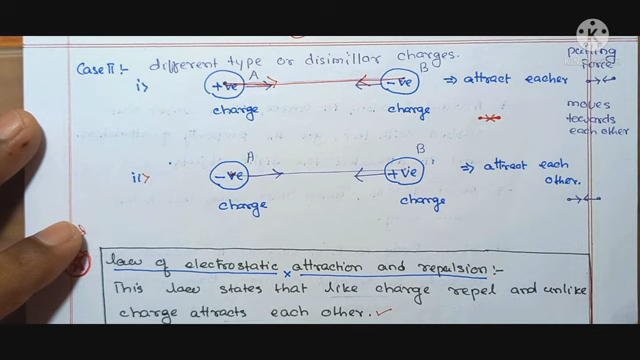 Case II :- different type or disimillar charges.
pulling force
i> +ve A -ve B ⇒ attract eacher
charge charge
moves towards each other
ii> -ve A +ve B ⇒ attract each other.
charge charge
Law of electrostatic attraction and repulsion :-
This law states that like charge repel and unlike
charge attracts each other.
KINEMASTER